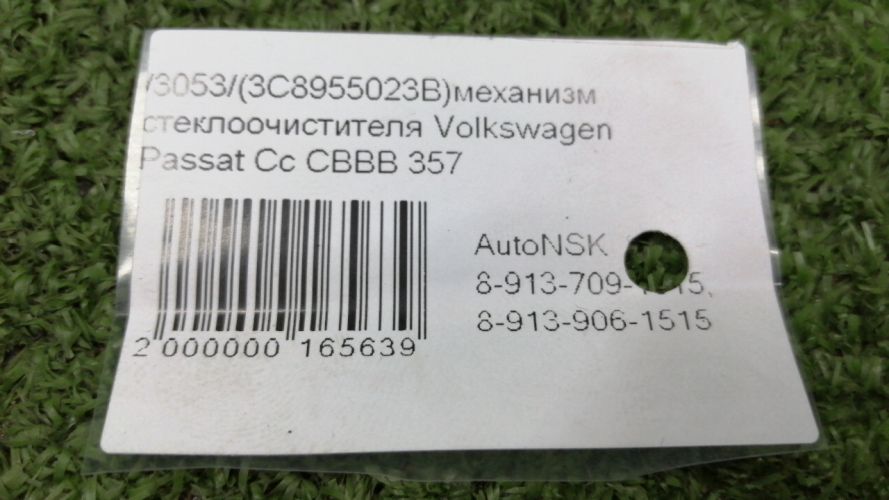 /3053/(3C8955023B)механизм
стеклоочистителя Volkswagen
Passat Cc CBBB 357
AutoNSK
8-913-709-1515,
8-913-906-1515
2 000000 165639